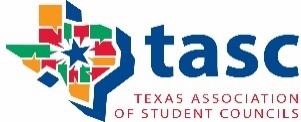 tasc
TEXAS ASSOCIATION
OF STUDENT COUNCILS